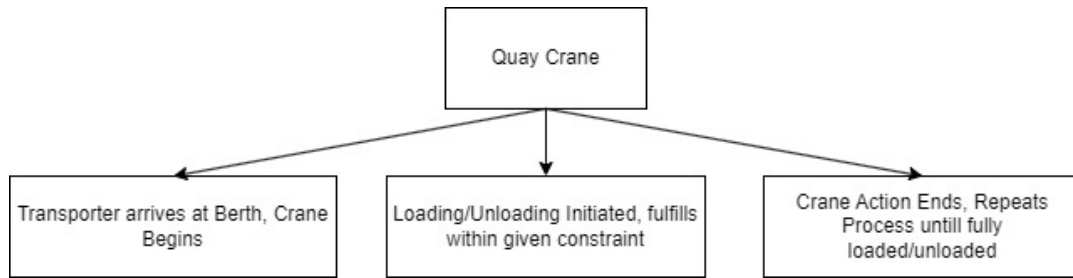 Quay Crane
Transporter arrives at Berth, Crane
Begins
Loading/Unloading Initiated, fulfills
within given constraint
Crane Action Ends, Repeats
Process untill fully
loaded/unloaded